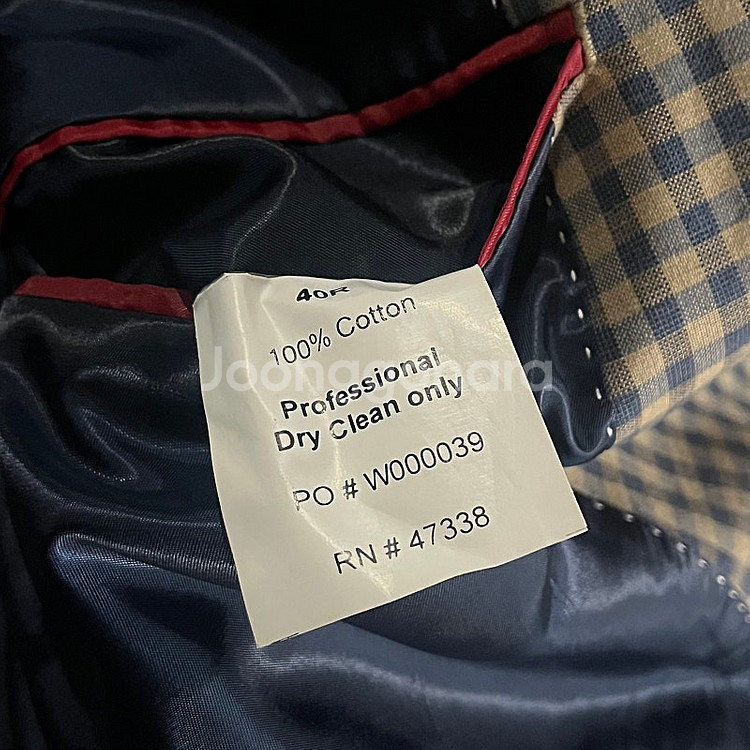 40R
100% Cotton
Joonggonara
Professional
Dry Clean only
PO # W000039
RN # 47338